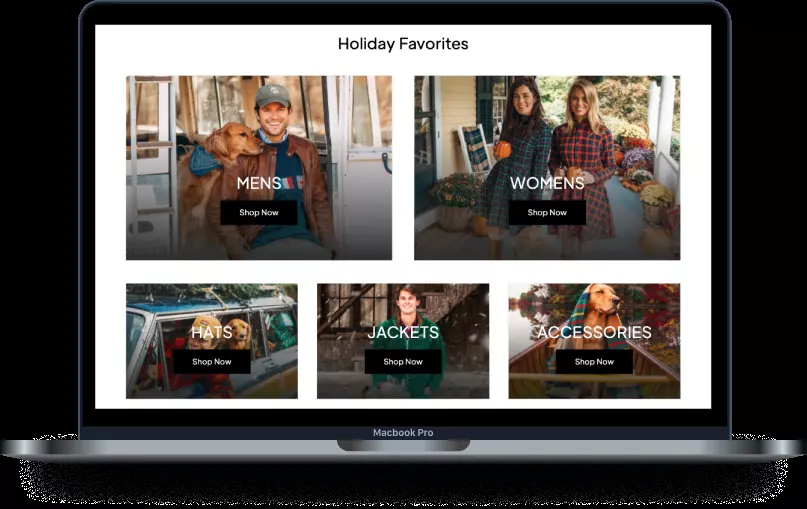 Holiday Favorites
MENS
Shop Now
WOMENS
Shop Now
HATS
Shop Now
JACKETS
Shop Now
ACCESSORIES
Shop Now
Macbook Pro